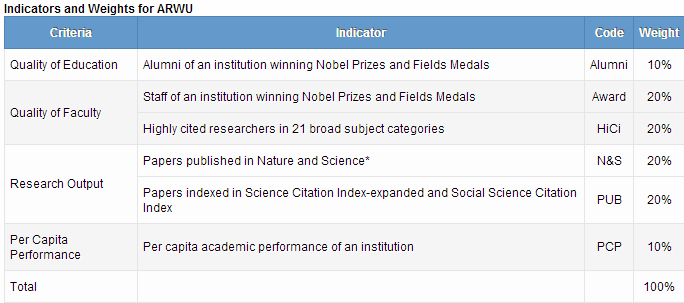 Indicators and Weights for ARWU
Criteria Indicator Code Weight
Quality of Education Alumni of an institution winning Nobel Prizes and Fields Medals Alumni 10%
Quality of Faculty
Staff of an institution winning Nobel Prizes and Fields Medals Award 20%
Highly cited researchers in 21 broad subject categories HiCi 20%
Research Output
Papers published in Nature and Science* N&S 20%
Papers indexed in Science Citation Index-expanded and Social Science Citation
Index PUB 20%
Per Capita
Performance
Per capita academic performance of an institution PCP 10%
Total 100%